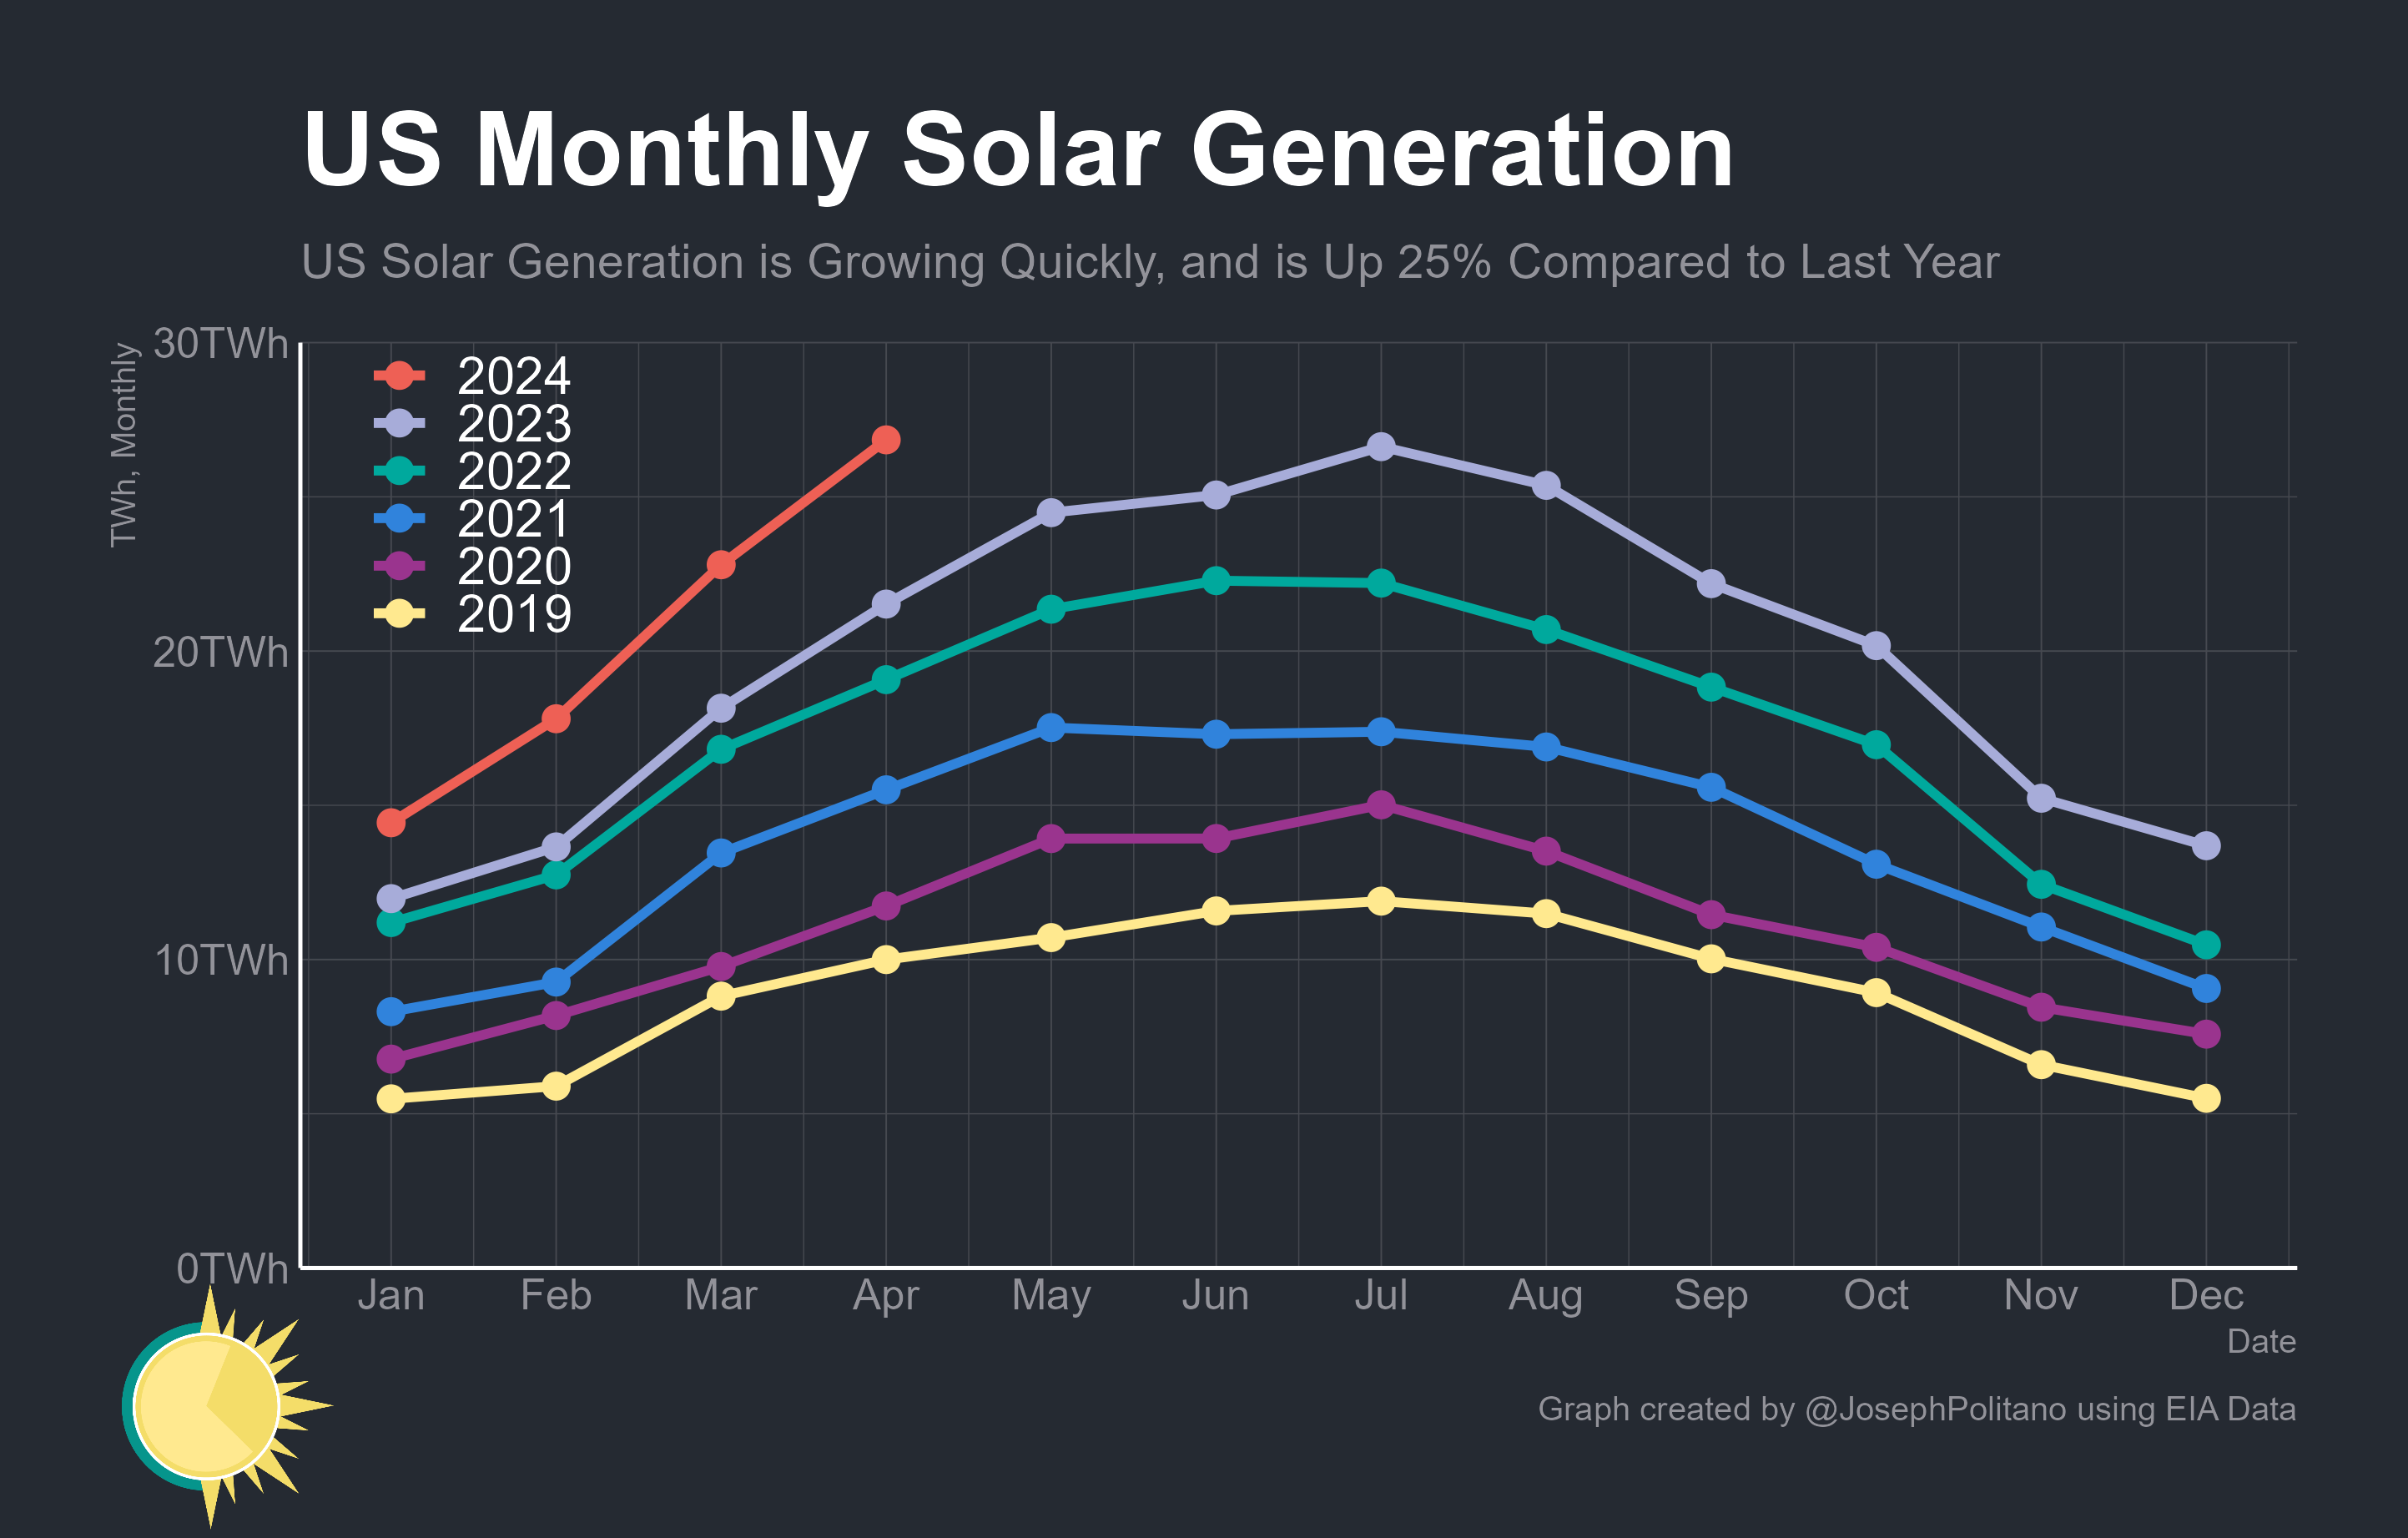 US Monthly Solar Generation
US Solar Generation is Growing Quickly, and is Up 25% Compared to Last Year
TWh, Monthly
30TWh
20TWh
10TWh
0TWh
2024
2023
2022
2021
2020
2019
Jan Feb Mar Apr May Jun Jul Aug Sep Oct Nov Dec
Date
Graph created by @JosephPolitano using EIA Data